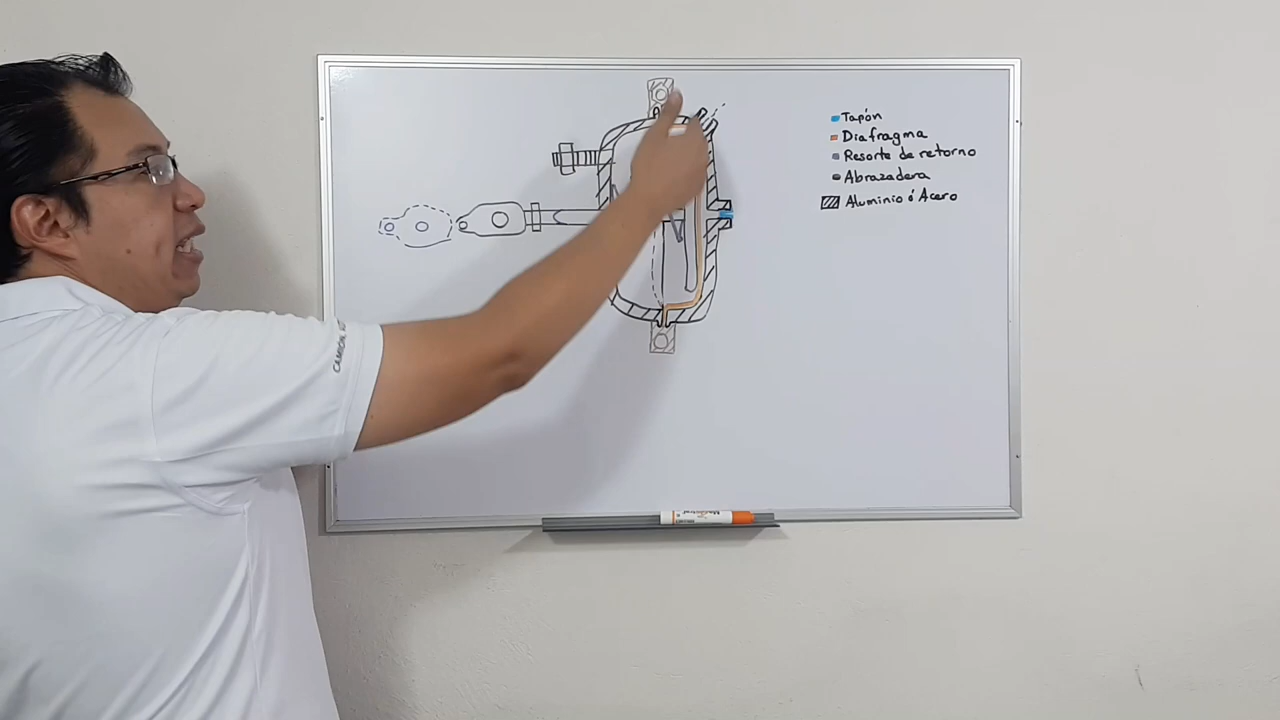 Tapón
Diafragma
Resorte de retorno
Abrazadera
Aluminio ó Acero